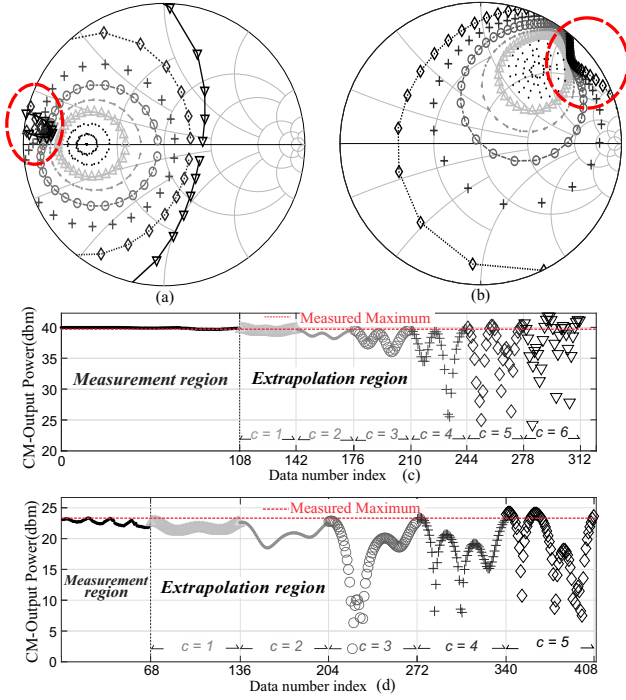 (a)
(b)
CM-Output Power(dbm)
40
35
30
25
20
0
108
142
176
210
244
278
312
Measured Maximum
Measurement region
Extrapolation region
c = 1
c = 2
c = 3
c = 4
c = 5
c = 6
Data number index
(c)
CM-Output Power(dbm)
25
20
15
10
5
0
0
68
136
204
272
340
408
Measured Maximum
Measurement
region
Extrapolation region
c = 1
c = 2
c = 3
c = 4
c = 5
Data number index
(d)